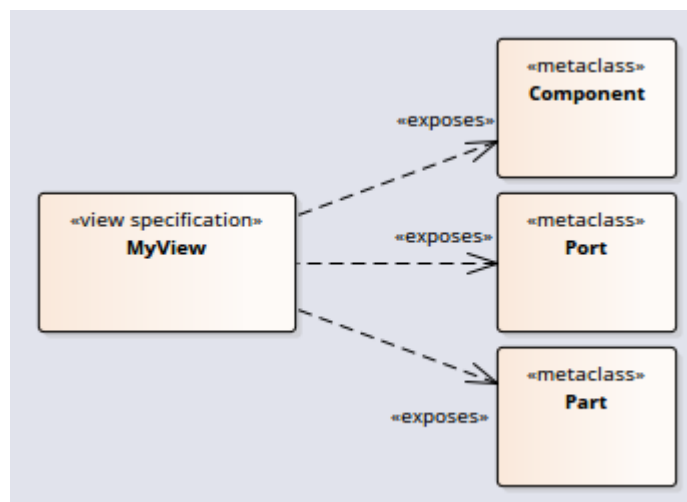 «metaclass»
Component
«exposes»
«view specification»
MyView
«exposes»
«metaclass»
Port
«metaclass»
Part
«exposes»